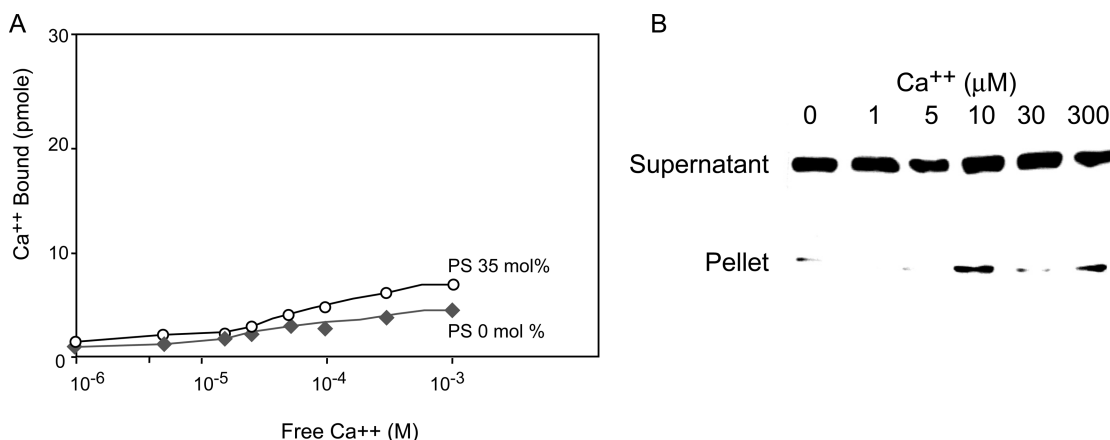 A
30
20
10
0
Ca++ Bound (pmole)
PS 35 mol%
PS 0 mol %
10-6
10-5
10-4
10-3
Free Ca++ (M)
B
Ca++ (μM)
0 1 5 10 30 300
Supernatant
Pellet